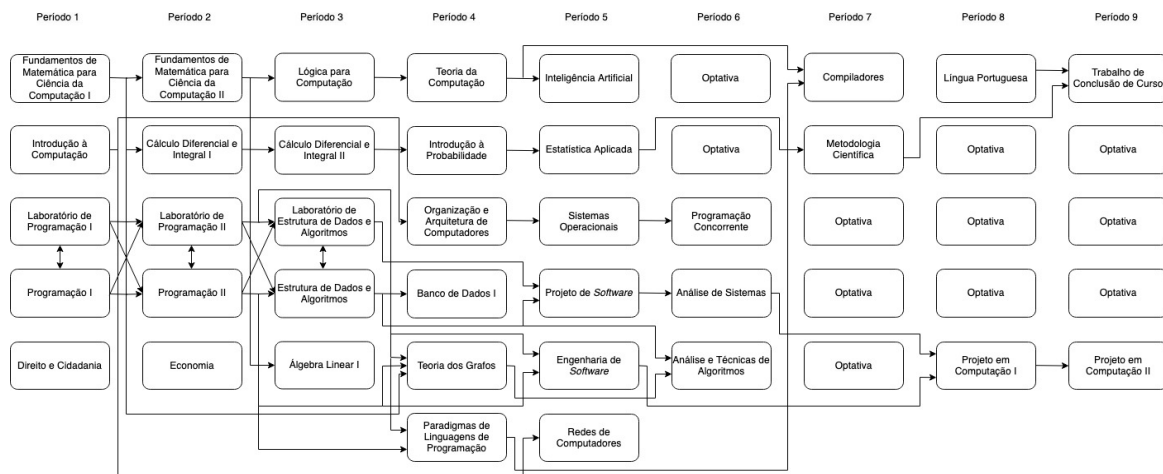 Período 1 Período 2 Período 3 Período 4 Período 5 Período 6 Período 7 Período 8 Período 9
Fundamentos de
Matemática para
Ciência da
Computação I
Fundamentos de
Matemática para
Ciência da
Computação II
Lógica para
Computação
Teoria da
Computação
Inteligência Artificial
Optativa
Compiladores
Língua Portuguesa
Trabalho de
Conclusão de Curso
Introdução à
Computação
Cálculo Diferencial e
Integral I
Cálculo Diferencial e
Integral II
Introdução à
Probabilidade
Estatística Aplicada
Optativa
Metodologia
Científica
Optativa
Optativa
Laboratório de
Programação I
Laboratório de
Programação II
Laboratório de
Estrutura de Dados e
Algoritmos
Organização e
Arquitetura de
Computadores
Sistemas
Operacionais
Programação
Concorrente
Optativa
Optativa
Optativa
Programação I
Programação II
Estrutura de Dados e
Algoritmos
Banco de Dados I
Projeto de Software
Análise de Sistemas
Optativa
Optativa
Optativa
Direito e Cidadania
Economia
Álgebra Linear I
Teoria dos Grafos
Engenharia de
Software
Análise e Técnicas de
Algoritmos
Optativa
Projeto em
Computação I
Projeto em
Computação II
Paradigmas de
Linguagens de
Programação
Redes de
Computadores